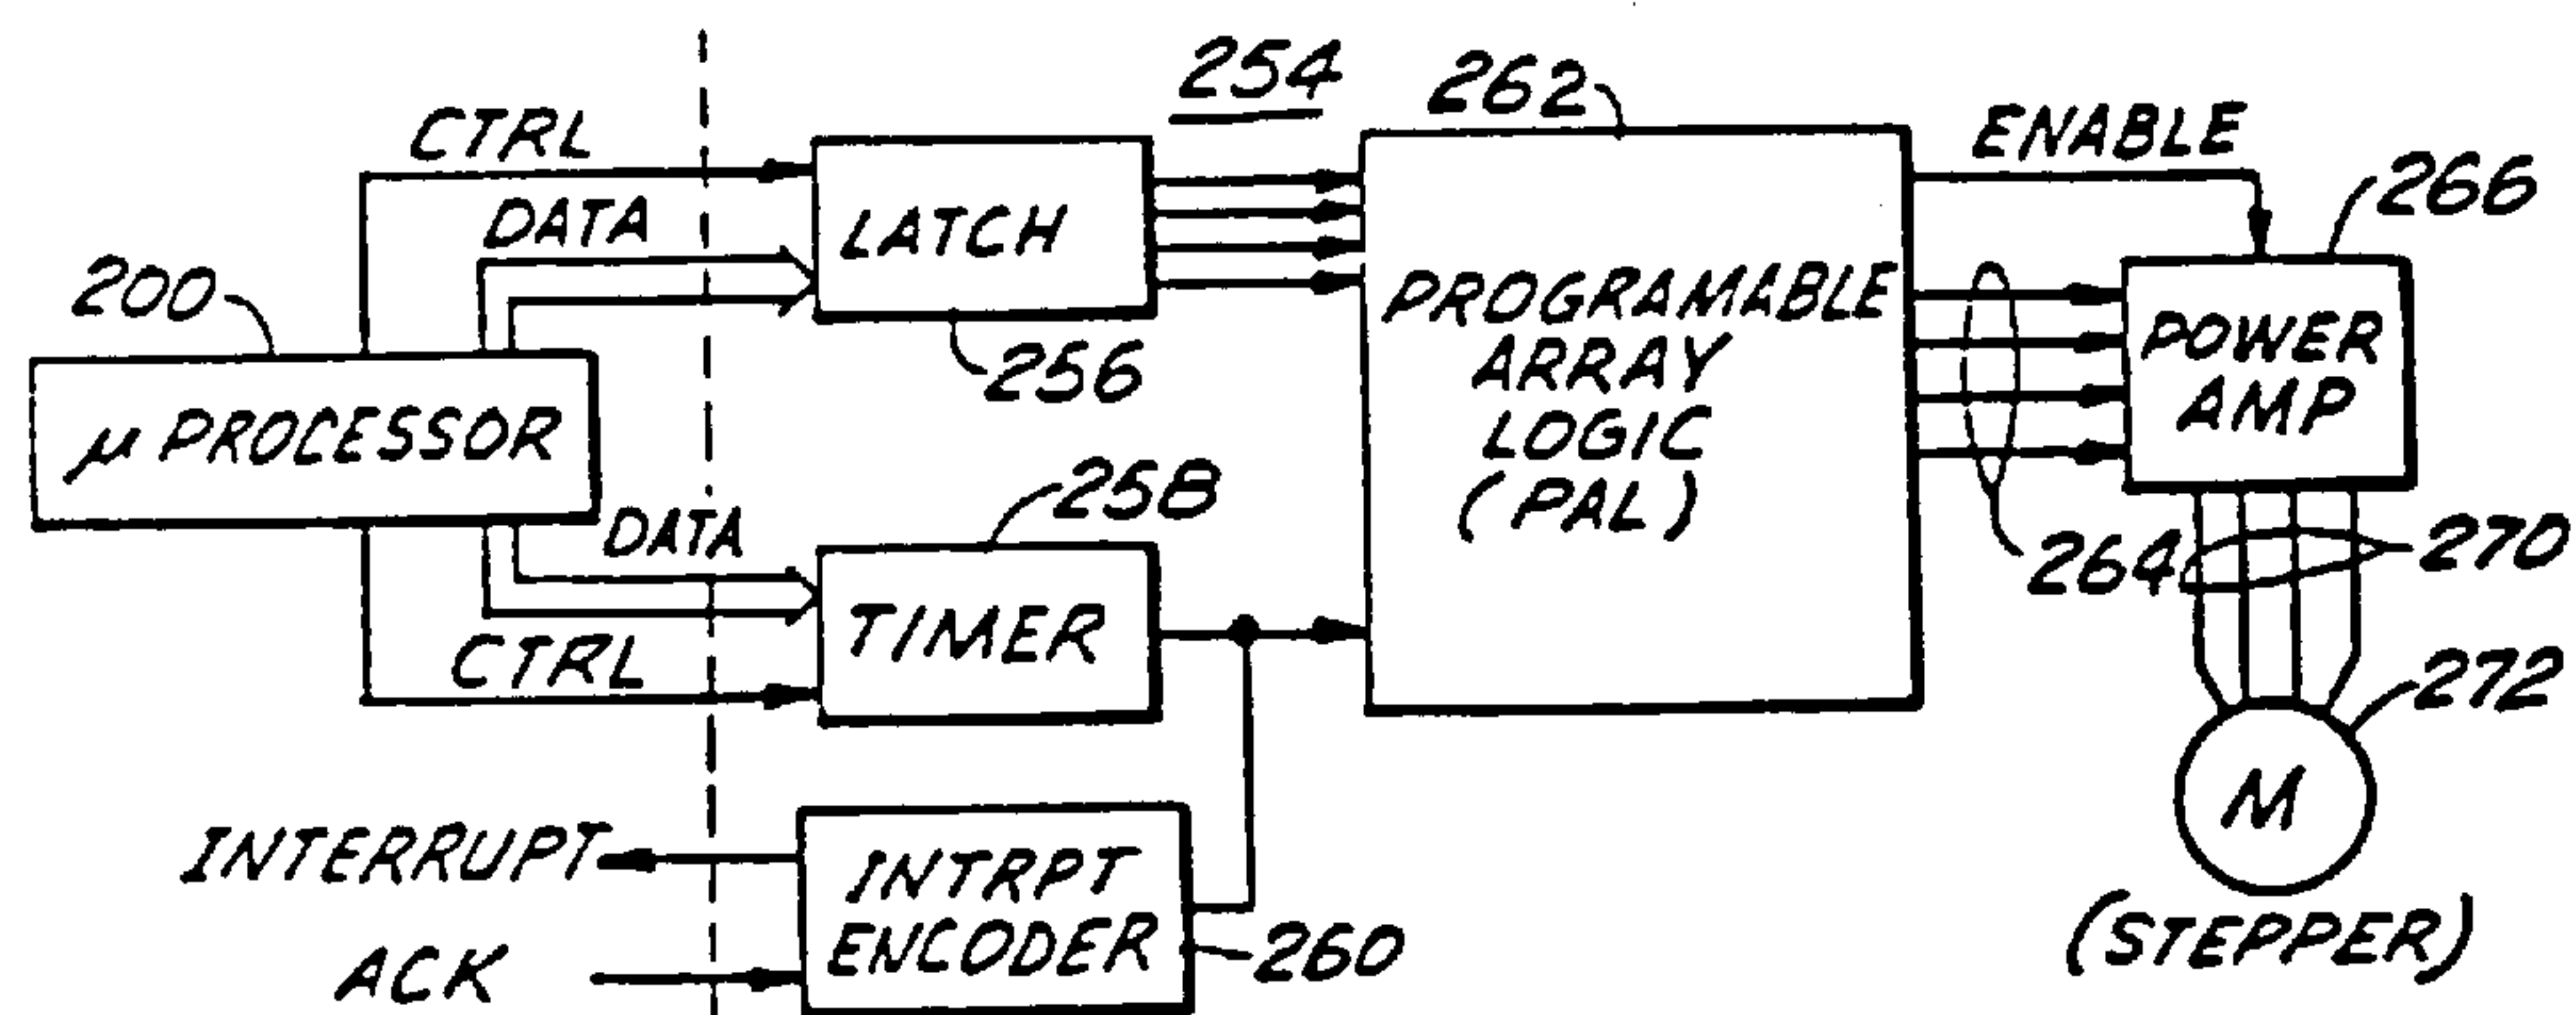 254
262
CTRL
ENABLE
266
DATA
LATCH
200
256
PROGRAMABLE
ARRAY
LOGIC
(PAL)
POWER
AMP
μ PROCESSOR
258
DATA
264
270
TIMER
CTRL
272
M
INTERRUPT
INTRPT
ENCODER
260
ACK
(STEPPER)